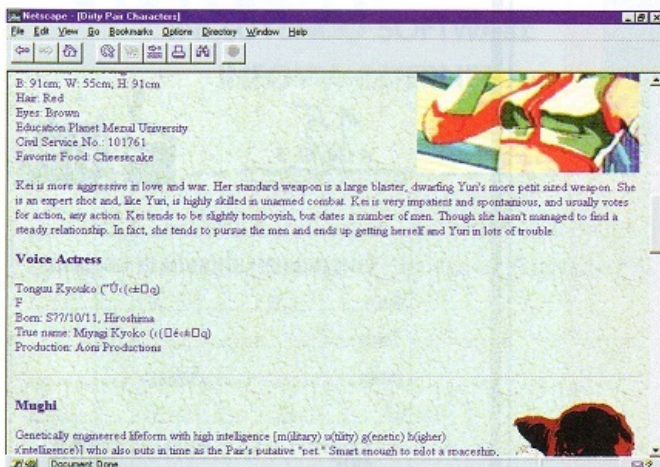 Netscape - [Dirty Pair Characters]
File Edit View Go Bookmarks Options Directory Window Help
B: 91cm; W: 55cm; H: 91cm
Hair: Red
Eyes: Brown
Education Planet Mezul University
Civil Service No.: 101761
Favorite Food: Cheesecake
Kei is more aggressive in love and war. Her standard weapon is a large blaster, dwarfing Yuri's more petit sized weapon. She
is an expert shot and, like Yuri, is highly skilled in unarmed combat. Kei is very impatient and spontanious, and usually votes
for action, any action. Kei tends to be slightly tomboyish, but dates a number of men. Though she hasn't managed to find a
steady relationship. In fact, she tends to pursue the men and ends up getting herself and Yuri in lots of trouble.
Voice Actress
Tonguu Kyouko
F
Born: S??/10/11, Hiroshima
True name: Miyagi Kyoko
Production: Aoni Productions
Mughi
Genetically engineered lifeform with high intelligence [m(ilitary) u(tility) g(enetic) h(igher)
i(ntelligence)] who also puts in time as the Pair's putative "pet." Smart enough to pilot a spaceship,
Document: Done